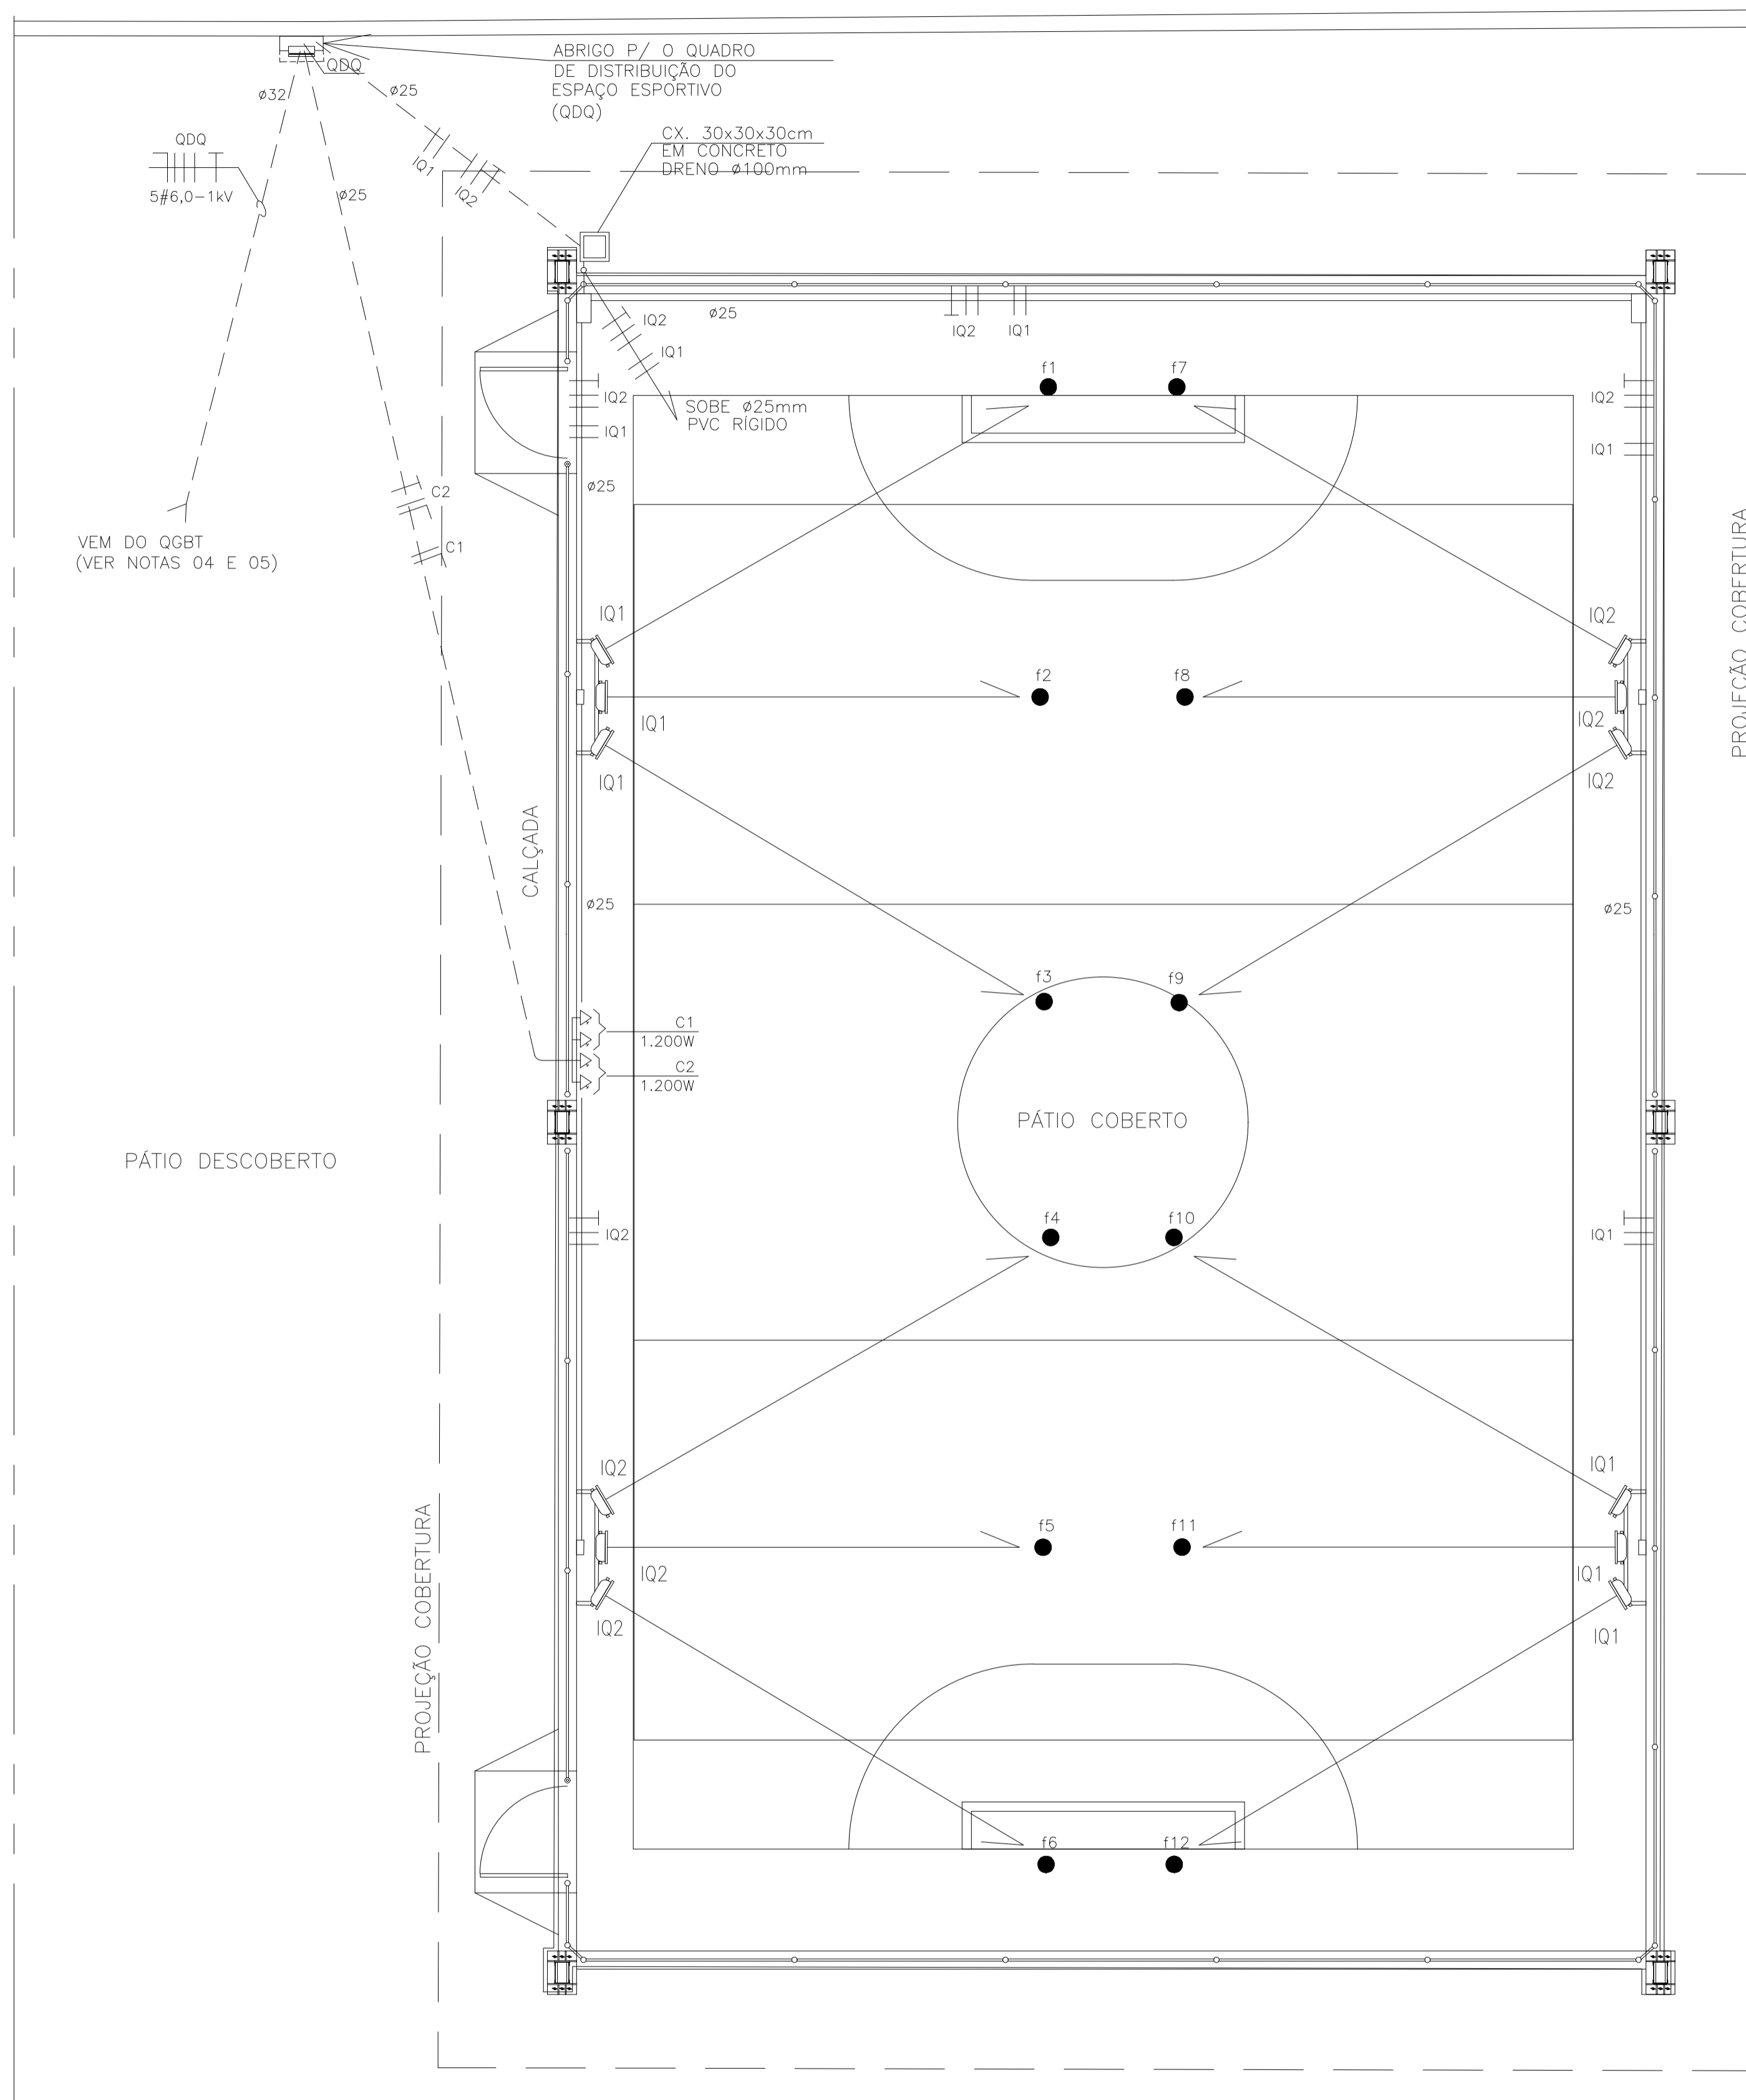 ABRIGO P/ O QUADRO
DE DISTRIBUIÇÃO DO
ESPAÇO ESPORTIVO
(QDQ)
QDQ
ø32
ø25
CX. 30x30x30cm
EM CONCRETO
DRENO ø100mm
QDQ
5#6,0-1kV
ø25
IQ1
IQ2
IQ2
IQ1
ø25
IQ2
IQ1
SOBE ø25mm
PVC RÍGIDO
f1
f7
IQ2
IQ1
IQ2
IQ1
ø25
C2
C1
VEM DO QGBT
(VER NOTAS 04 E 05)
PROJEÇÃO COBERTURA
IQ1
IQ2
f2
f8
IQ1
IQ2
IQ1
IQ2
CALÇADA
ø25
ø25
f3
f9
C1
1.200W
C2
1.200W
PÁTIO COBERTO
PÁTIO DESCOBERTO
f4
f10
IQ2
IQ1
IQ2
IQ1
PROJEÇÃO COBERTURA
f5
f11
IQ2
IQ1
IQ2
IQ1
f6
f12